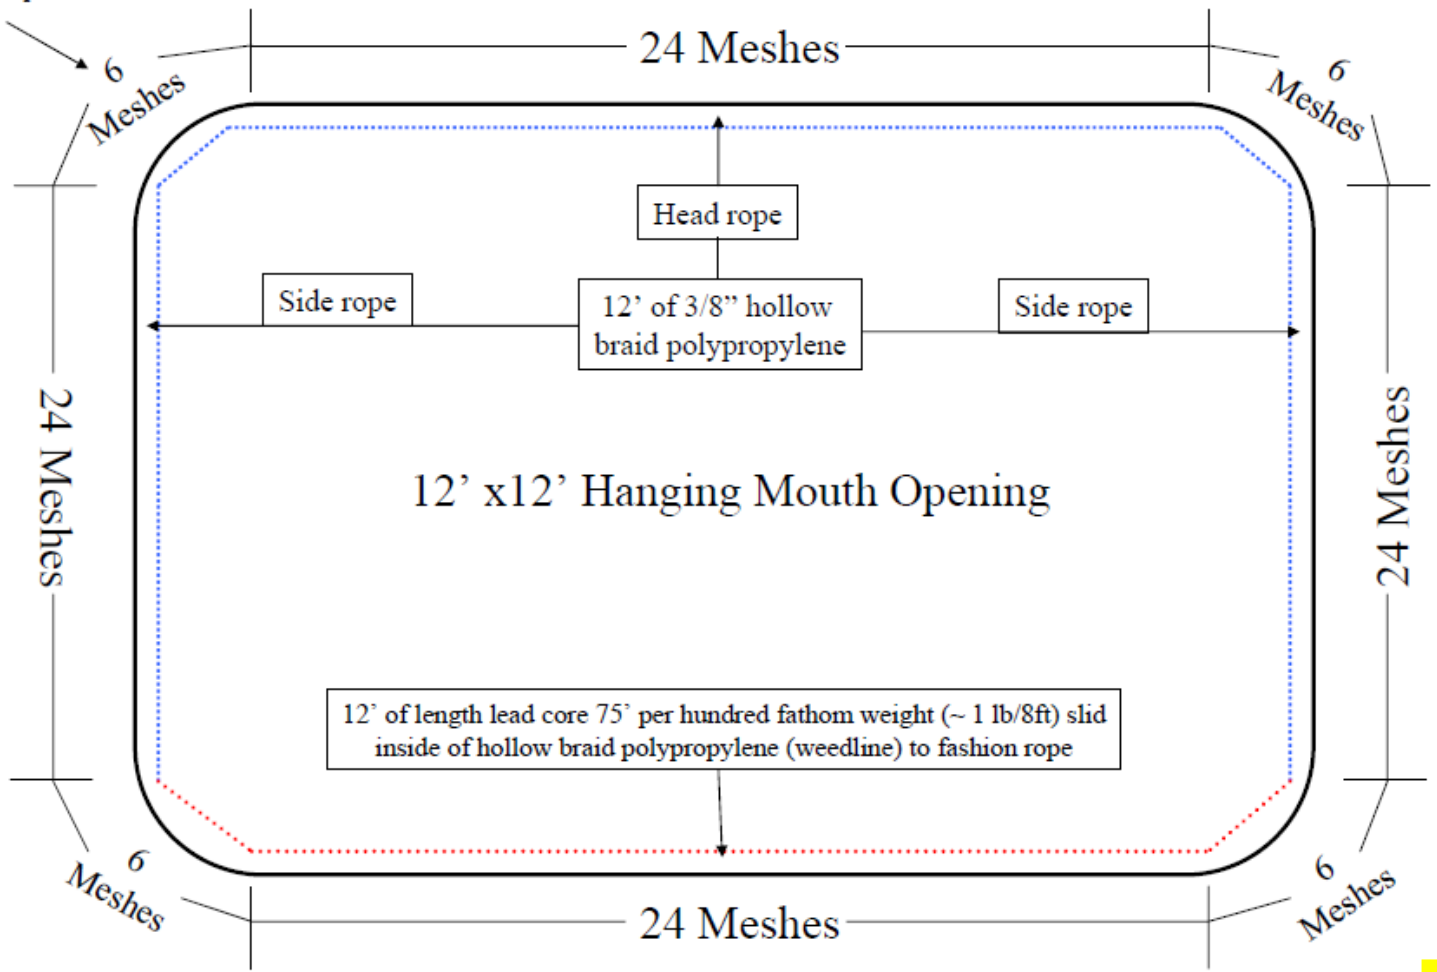 24 Meshes
6
Meshes
6
Meshes
Head rope
Side rope
12’ of 3/8” hollow
braid polypropylene
Side rope
24 Meshes
24 Meshes
12’ x12’ Hanging Mouth Opening
12’ of length lead core 75’ per hundred fathom weight (~ 1 lb/8ft) slid
inside of hollow braid polypropylene (weedline) to fashion rope
6
Meshes
6
Meshes
24 Meshes